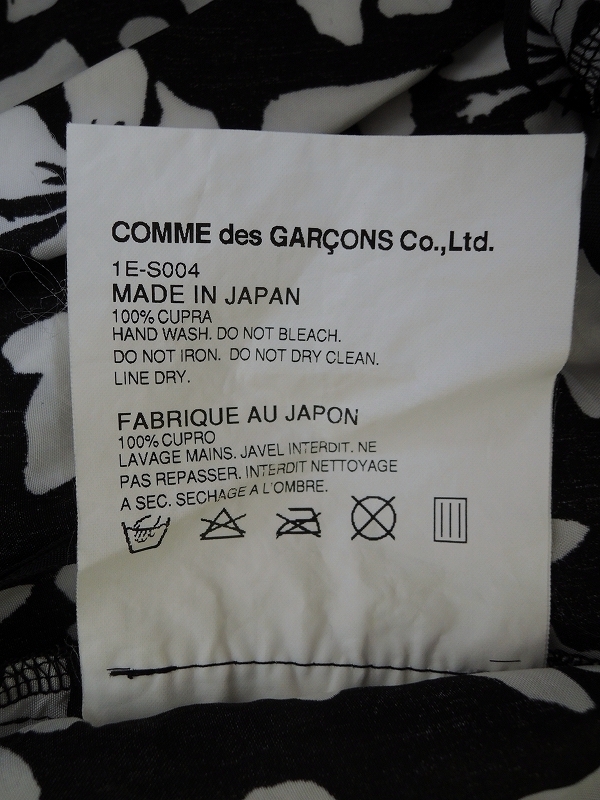 COMME des GARÇONS Co.,Ltd.
1E-S004
MADE IN JAPAN
100% CUPRA
HAND WASH. DO NOT BLEACH.
DO NOT IRON. DO NOT DRY CLEAN.
LINE DRY.
FABRIQUE AU JAPON
100% CUPRO
LAVAGE MAINS. JAVEL INTERDIT. NE
PAS REPASSER. INTERDIT NETTOYAGE
A SEC. SECHAGE A L'OMBRE.